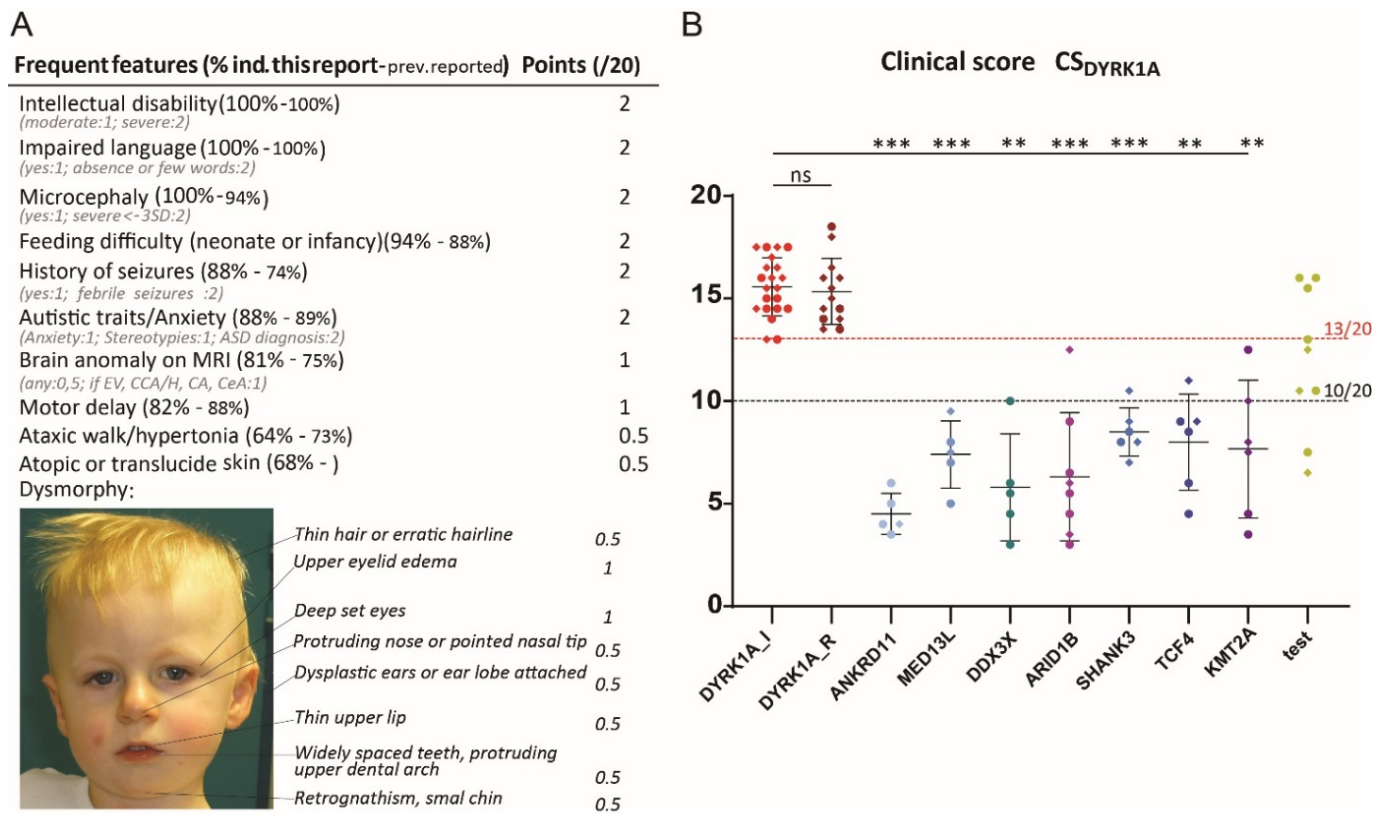 A
Frequent features (% ind. this report-prev.reported) Points (/20)
Intellectual disability(100%-100%) 2
(moderate:1; severe:2)
Impaired language (100%-100%) 2
(yes:1; absence or few words:2)
Microcephaly (100%-94%) 2
(yes:1; severe<-3SD:2)
Feeding difficulty (neonate or infancy)(94% - 88%) 2
History of seizures (88% - 74%) 2
(yes:1; febrile seizures :2)
Autistic traits/Anxiety (88% - 89%) 2
(Anxiety:1; Stereotypies:1; ASD diagnosis:2)
Brain anomaly on MRI (81% - 75%) 1
(any:0,5; if EV, CCA/H, CA, CeA:1)
Motor delay (82% - 88%) 1
Ataxic walk/hypertonia (64% - 73%) 0.5
Atopic or translucide skin (68% - ) 0.5
Dysmorphy:
Thin hair or erratic hairline 0.5
Upper eyelid edema 1
Deep set eyes 1
Protruding nose or pointed nasal tip 0.5
Dysplastic ears or ear lobe attached 0.5
Thin upper lip 0.5
Widely spaced teeth, protruding
upper dental arch 0.5
Retrognathism, smal chin 0.5
B
Clinical score CSDYRK1A
*** *** ** *** *** ** **
ns
20
15
13/20
10/20
10
5
0
DYRK1A_I
DYRK1A_R
ANKRD11
MED13L
DDX3X
ARID1B
SHANK3
TCF4
KMT2A
test